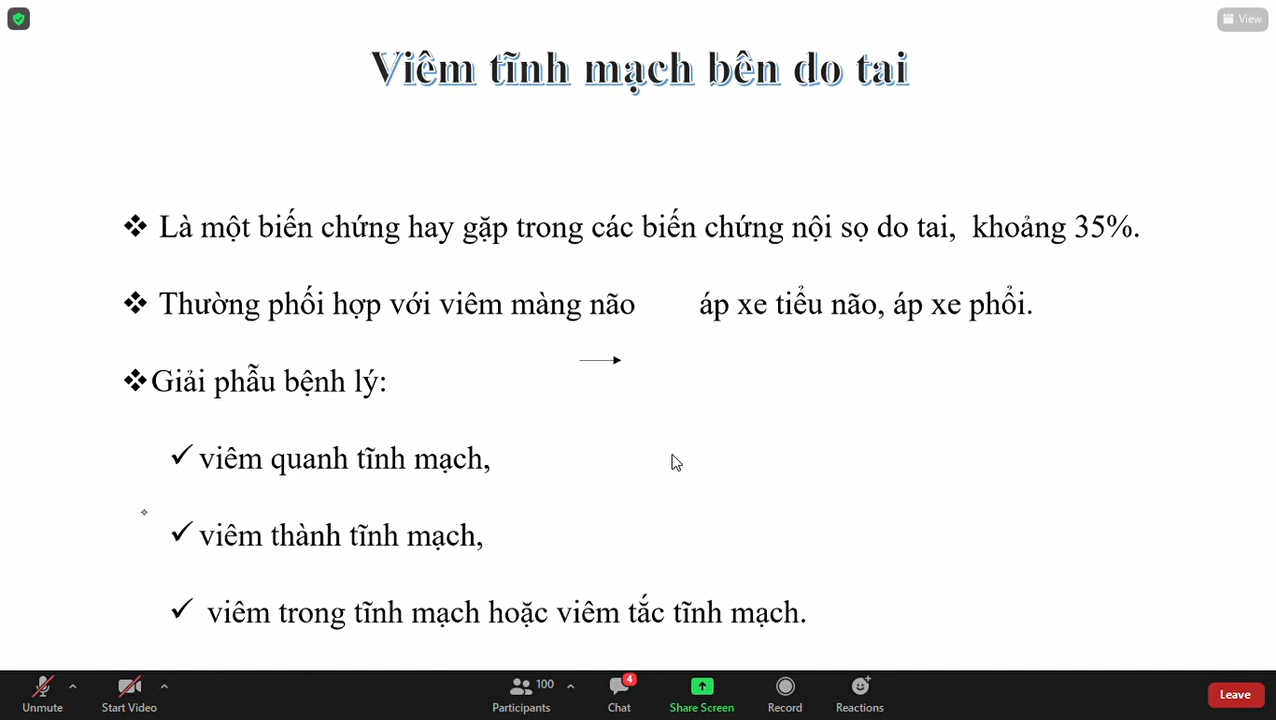 View
Viêm tĩnh mạch bên do tai
❖ Là một biến chứng hay gặp trong các biến chứng nội sọ do tai, khoảng 35%.
❖ Thường phối hợp với viêm màng não → áp xe tiểu não, áp xe phổi.
❖Giải phẫu bệnh lý:
✓ viêm quanh tĩnh mạch,
✓ viêm thành tĩnh mạch,
✓ viêm trong tĩnh mạch hoặc viêm tắc tĩnh mạch.
100 4
Unmute Start Video Participants Chat Share Screen Record Reactions Leave